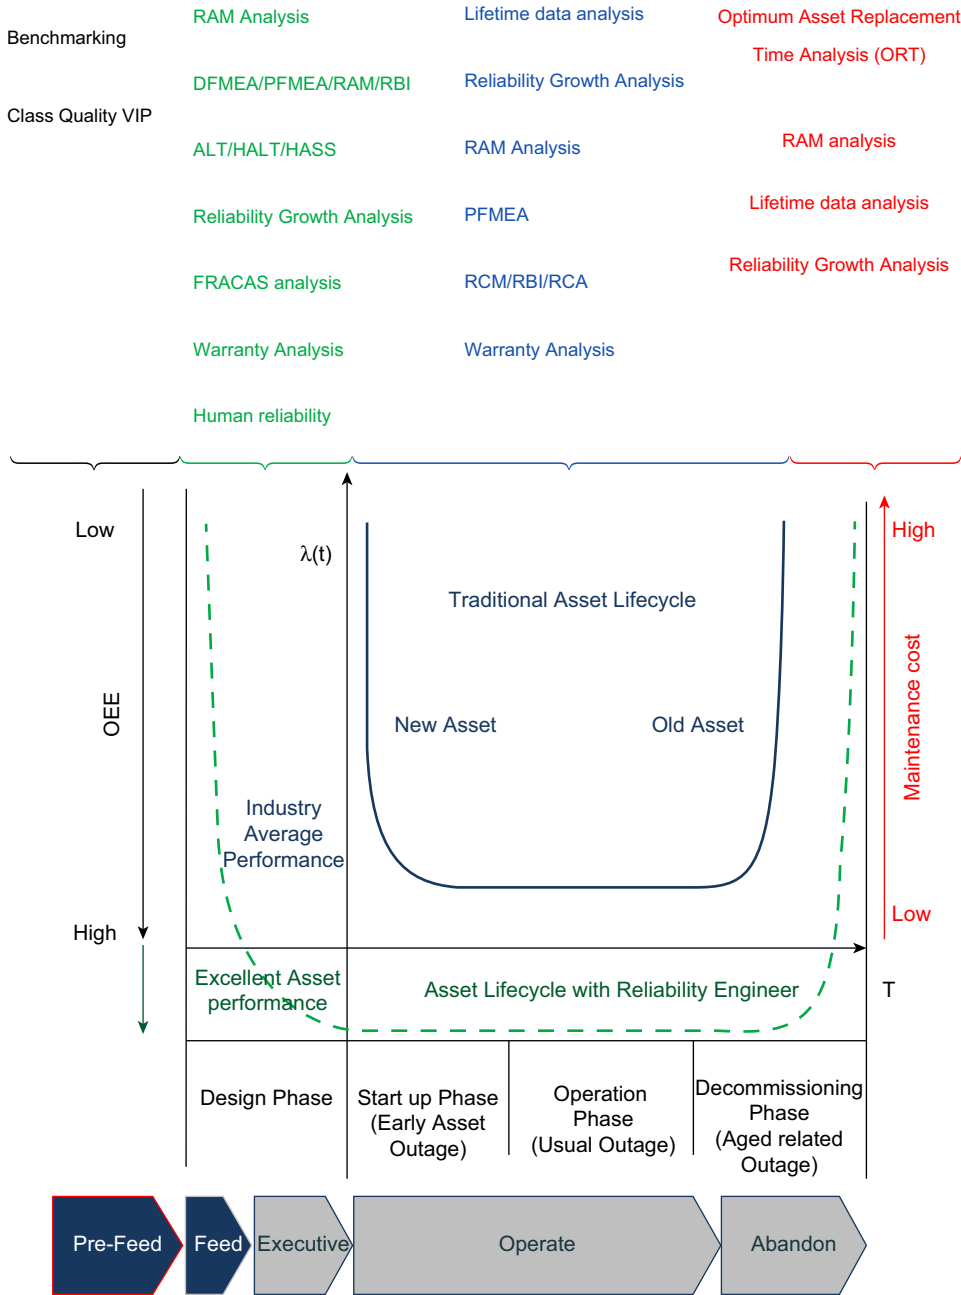 Benchmarking
Class Quality VIP
RAM Analysis
DFMEA/PFMEA/RAM/RBI
ALT/HALT/HASS
Reliability Growth Analysis
FRACAS analysis
Warranty Analysis
Human reliability
Lifetime data analysis
Reliability Growth Analysis
RAM Analysis
PFMEA
RCM/RBI/RCA
Warranty Analysis
Optimum Asset Replacement
Time Analysis (ORT)
RAM analysis
Lifetime data analysis
Reliability Growth Analysis
Low
OEE
High
λ(t)
Traditional Asset Lifecycle
New Asset
Old Asset
Industry
Average
Performance
High
Maintenance cost
Low
Excellent Asset
performance
Asset Lifecycle with Reliability Engineer
T
Design Phase
Start up Phase
(Early Asset
Outage)
Operation
Phase
(Usual Outage)
Decommissioning
Phase
(Aged related
Outage)
Pre-Feed
Feed
Executive
Operate
Abandon